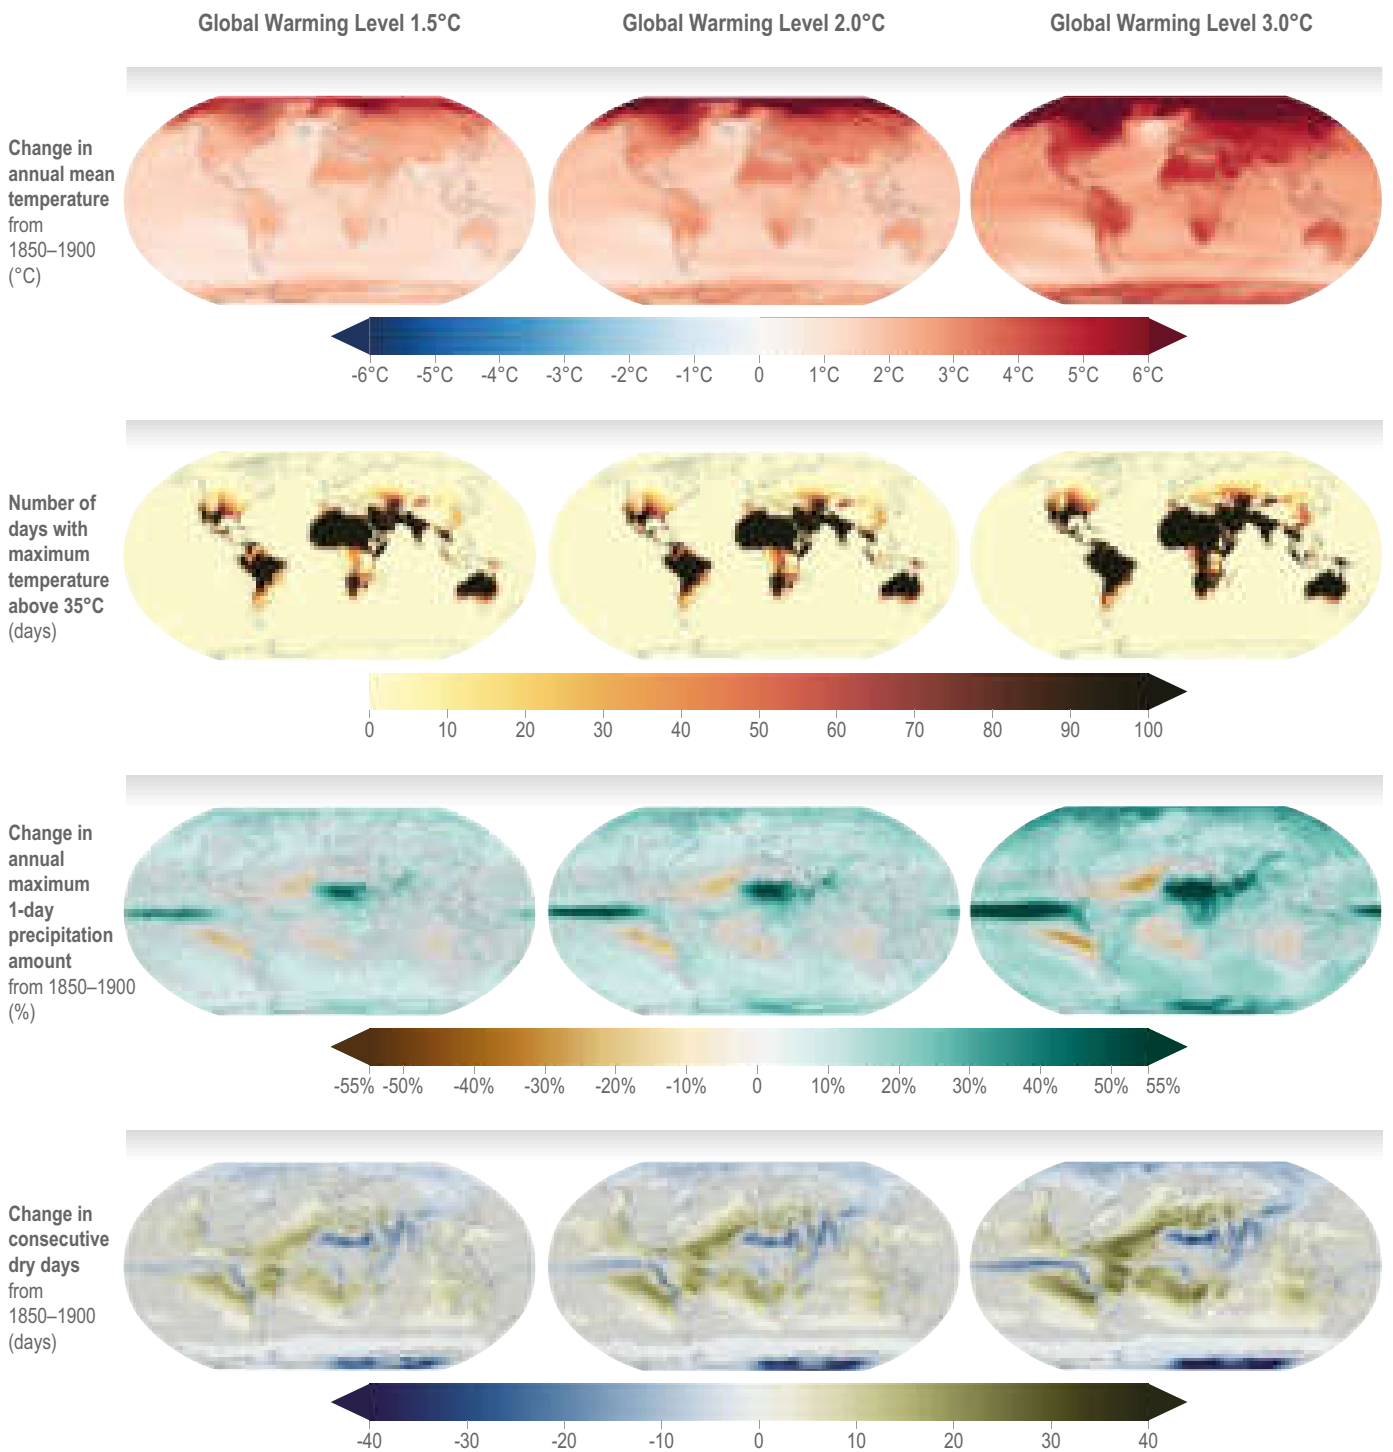 Global Warming Level 1.5°C
Global Warming Level 2.0°C
Global Warming Level 3.0°C
Change in
annual mean
temperature
from
1850–1900
(°C)
-6°C -5°C -4°C -3°C -2°C -1°C 0 1°C 2°C 3°C 4°C 5°C 6°C
Number of
days with
maximum
temperature
above 35°C
(days)
0 10 20 30 40 50 60 70 80 90 100
Change in
annual
maximum
1-day
precipitation
amount
from 1850–1900
(%)
-55% -50% -40% -30% -20% -10% 0 10% 20% 30% 40% 50% 55%
Change in
consecutive
dry days
from
1850–1900
(days)
-40 -30 -20 -10 0 10 20 30 40